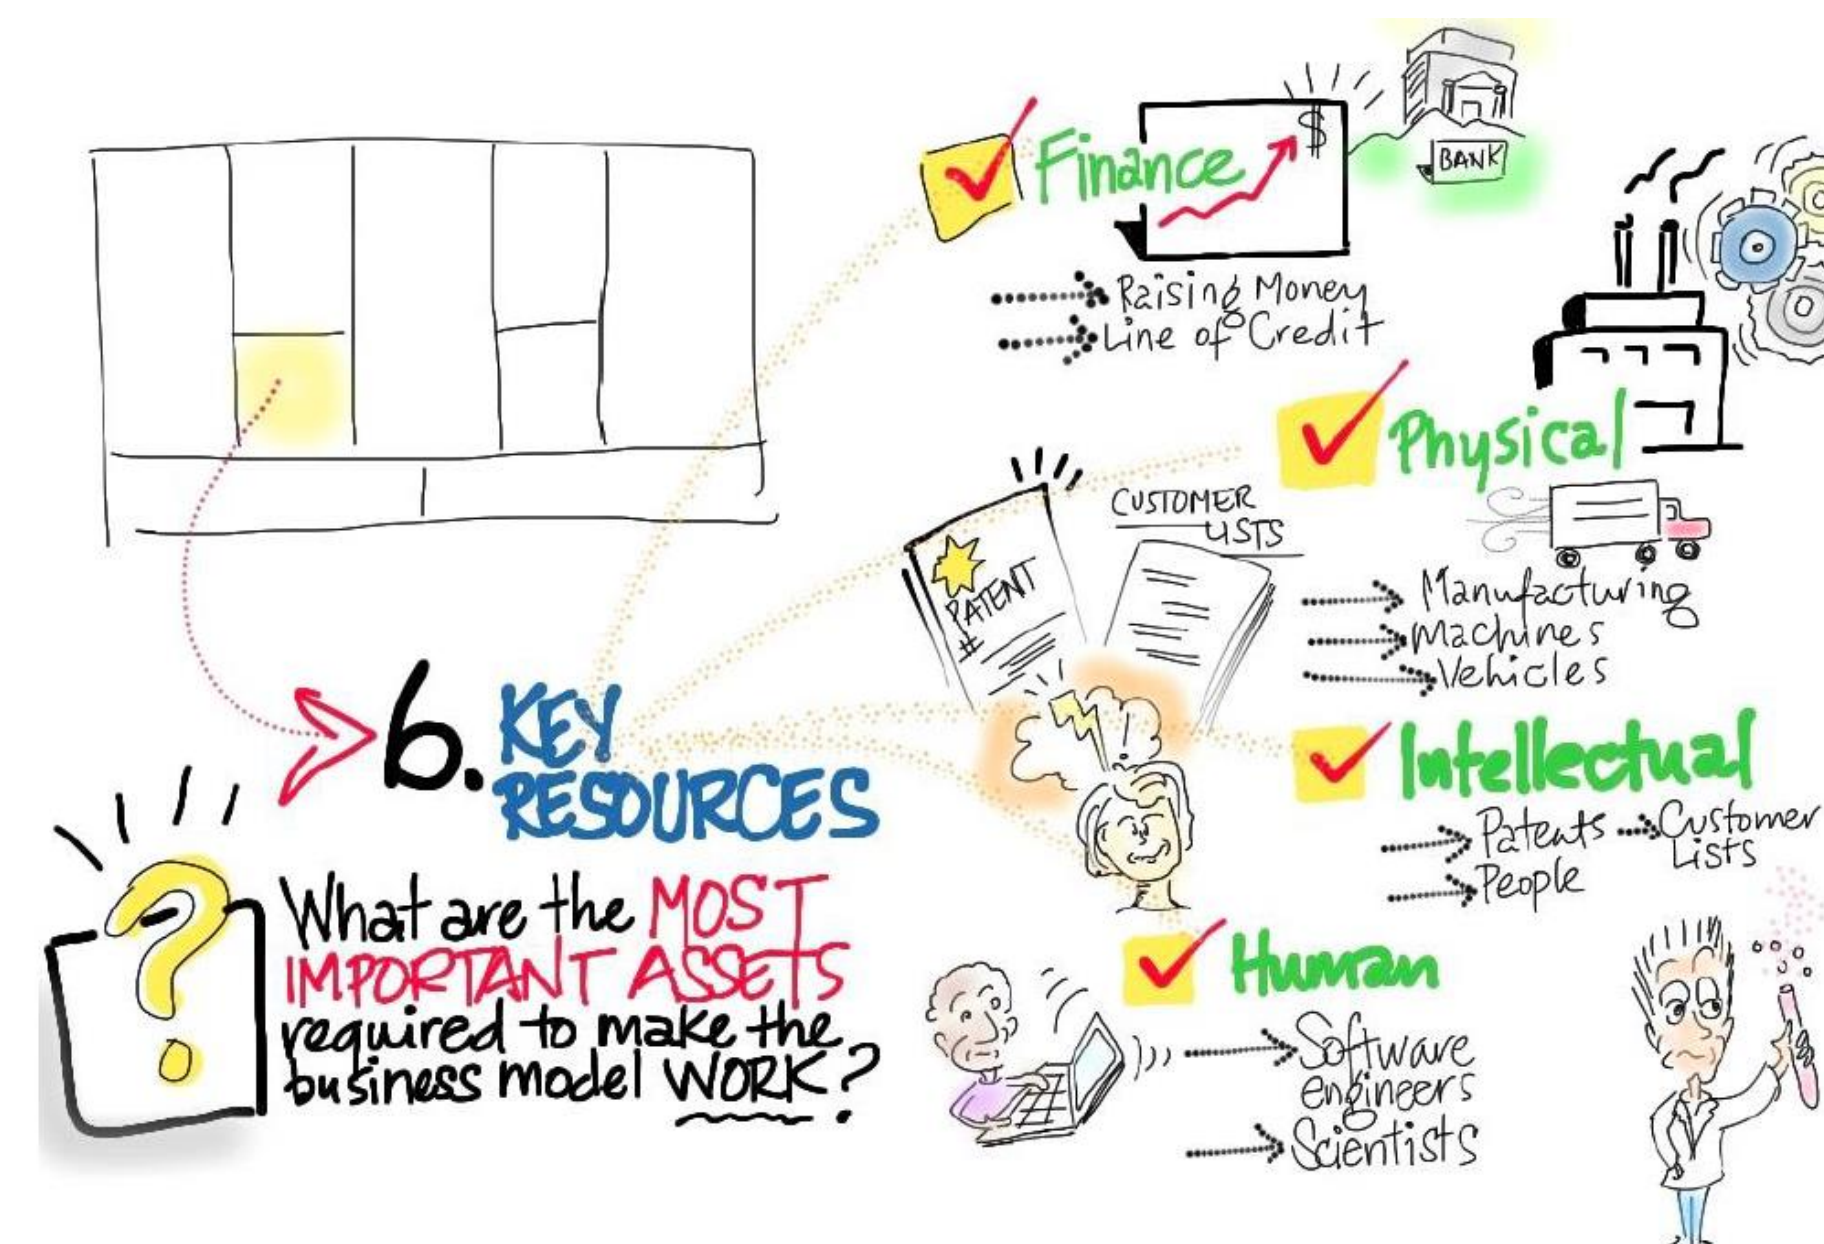 Finance
$
BANK
Raising Money
Line of Credit
Physical
CUSTOMER
LISTS
PATENT
#
Manufacturing
Machines
Vehicles
6. KEY
RESOURCES
Intellectual
Patents Customer
Lists
People
What are the MOST
IMPORTANT ASSETS
required to make the
business model WORK?
Human
Software
engineers
Scientists